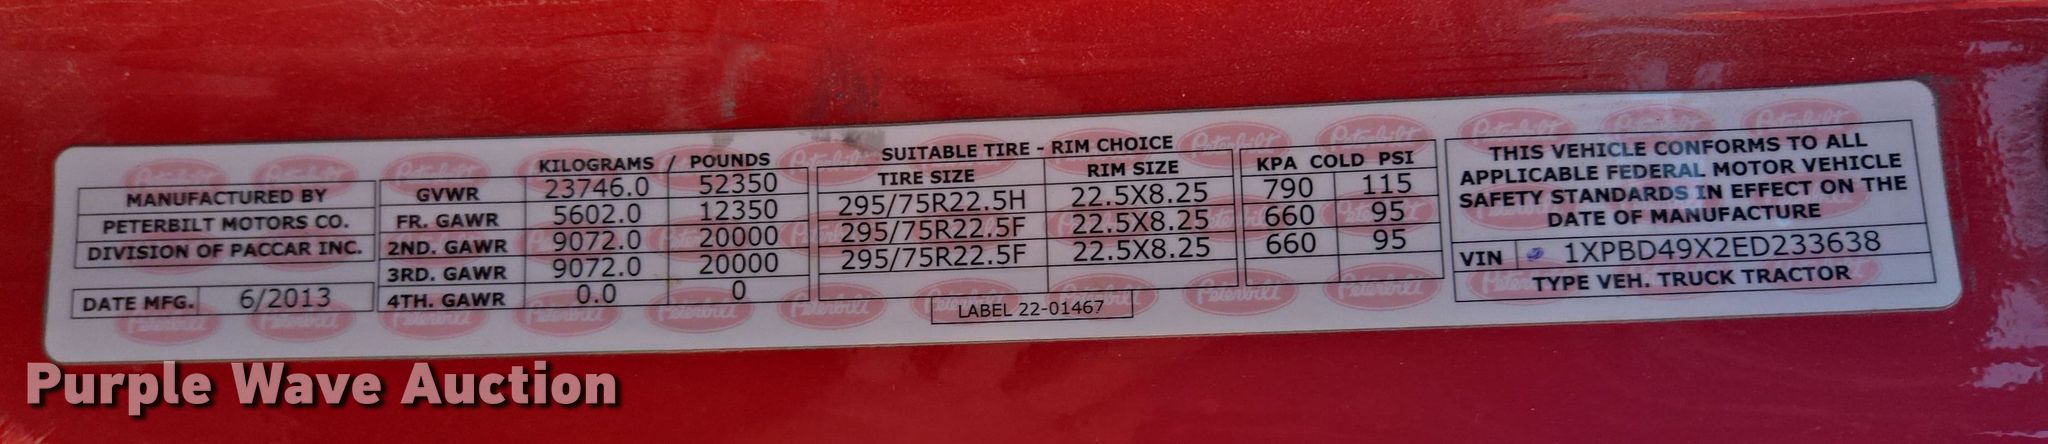 MANUFACTURED BY
PETERBILT MOTORS CO.
DIVISION OF PACCAR INC.
DATE MFG. 6/2013
KILOGRAMS / POUNDS
GVWR 23746.0 52350
FR. GAWR 5602.0 12350
2ND. GAWR 9072.0 20000
3RD. GAWR 9072.0 20000
4TH. GAWR 0.0 0
SUITABLE TIRE - RIM CHOICE
TIRE SIZE RIM SIZE
295/75R22.5H 22.5X8.25
295/75R22.5F 22.5X8.25
295/75R22.5F 22.5X8.25
KPA COLD PSI
790 115
660 95
660 95
LABEL 22-01467
THIS VEHICLE CONFORMS TO ALL
APPLICABLE FEDERAL MOTOR VEHICLE
SAFETY STANDARDS IN EFFECT ON THE
DATE OF MANUFACTURE
VIN 1XPBD49X2ED233638
TYPE VEH. TRUCK TRACTOR
Peterbilt
Purple Wave Auction